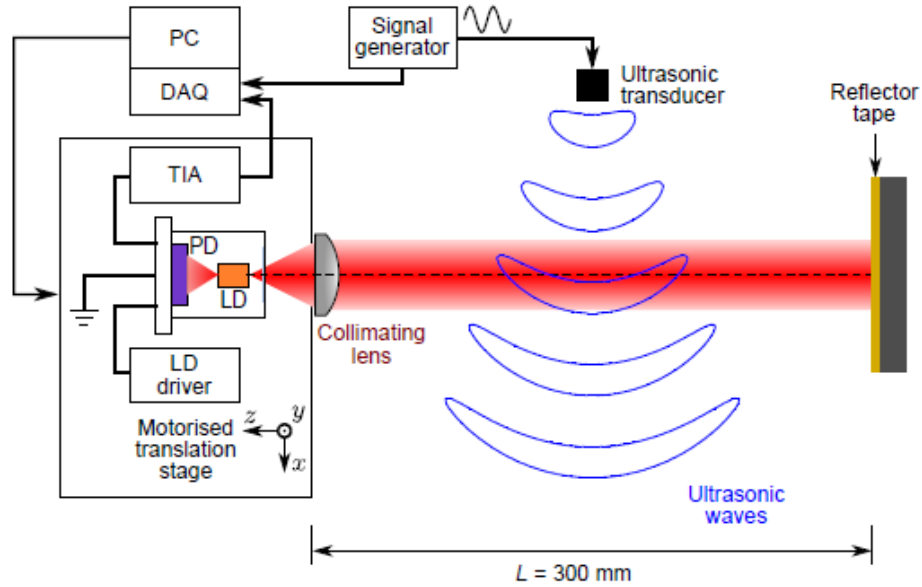 PC
DAQ
Signal
generator
Ultrasonic
transducer
Reflector
tape
TIA
PD
LD
LD
driver
Collimating
lens
Motorised
translation
stage
z
y
x
Ultrasonic
waves
L = 300 mm